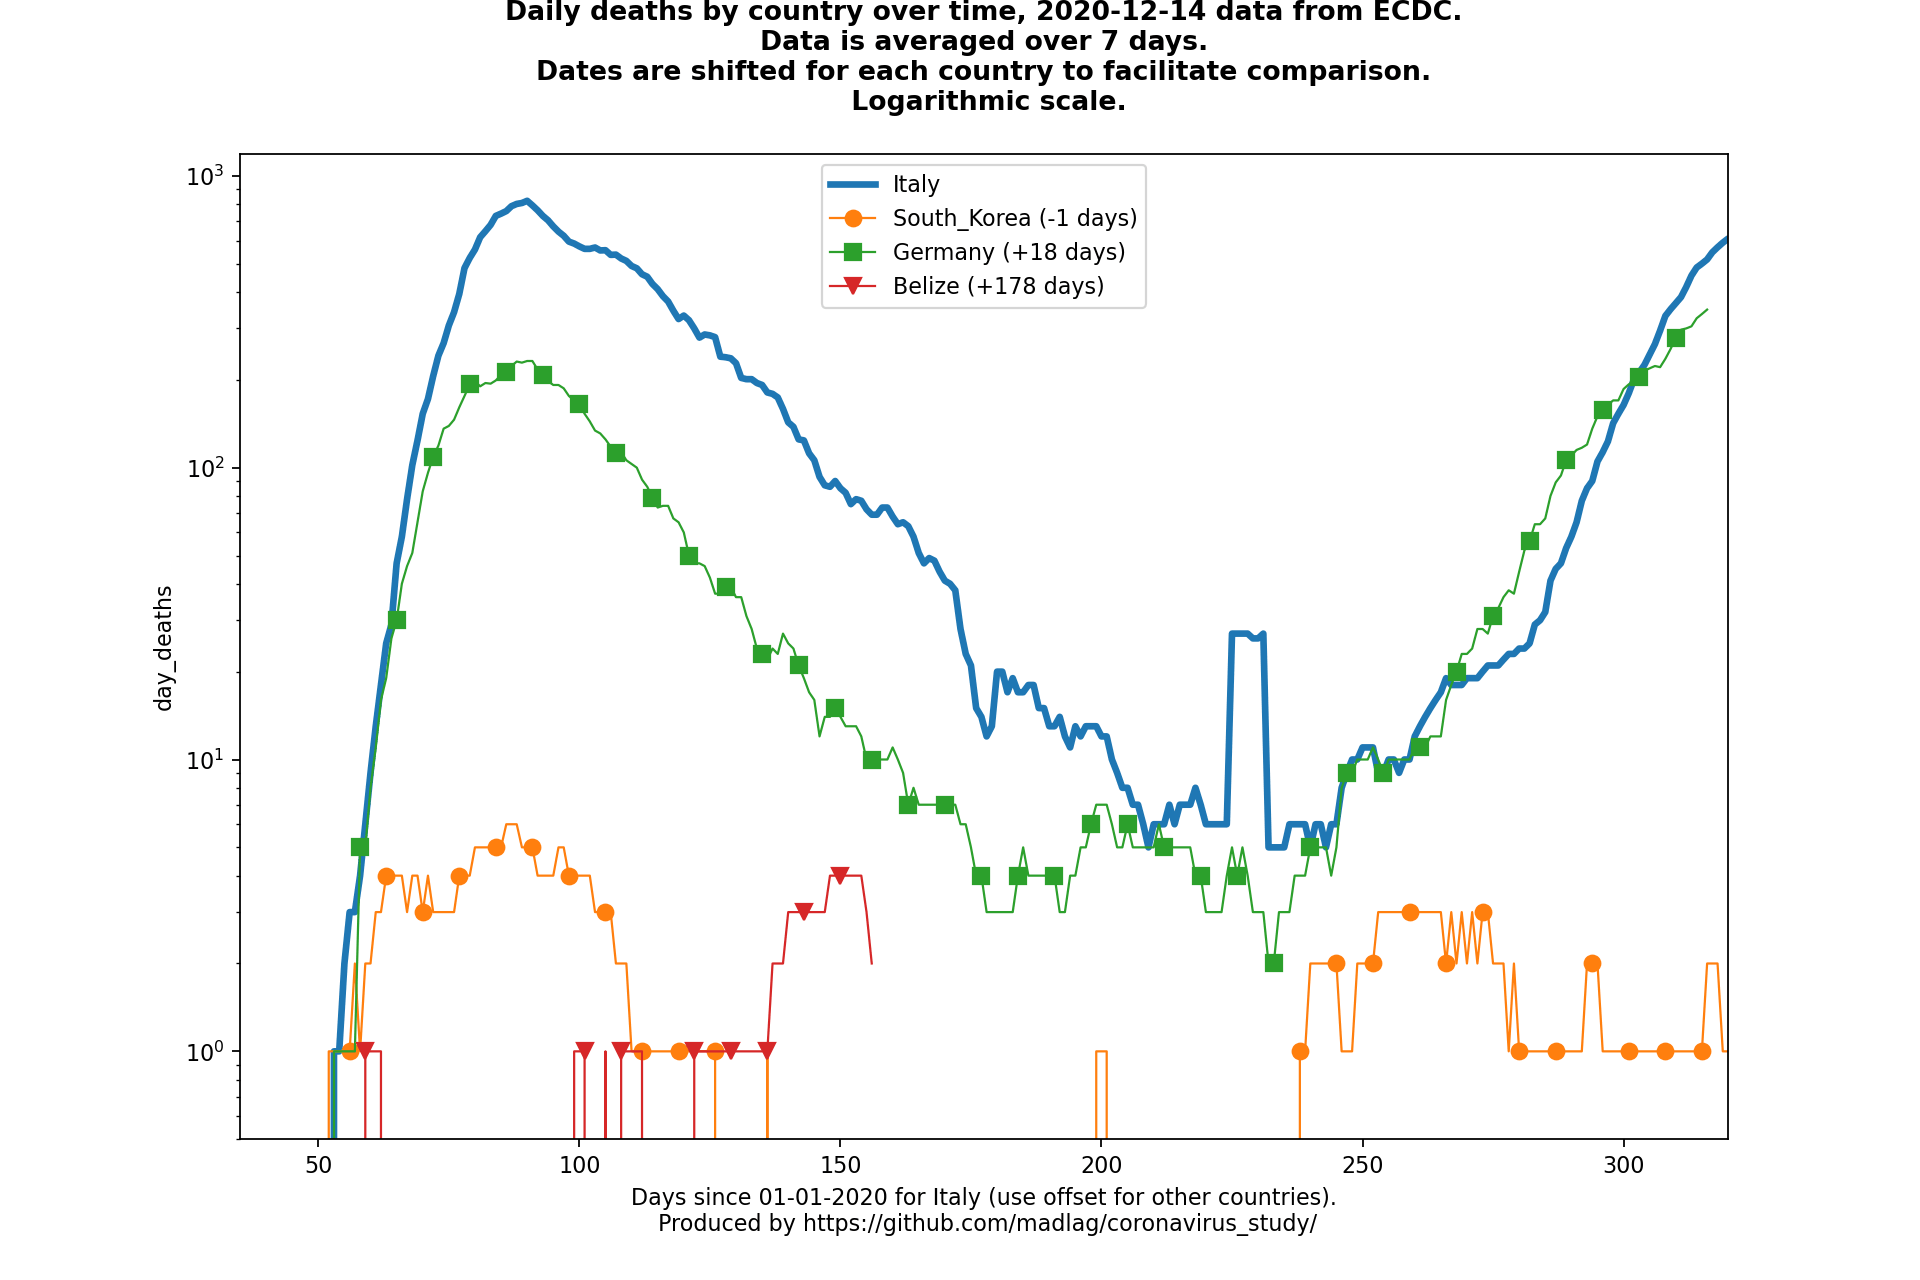 Daily deaths by country over time, 2020-12-14 data from ECDC.
Data is averaged over 7 days.
Dates are shifted for each country to facilitate comparison.
Logarithmic scale.
Italy
South_Korea (-1 days)
Germany (+18 days)
Belize (+178 days)
day_deaths
10³
10²
10¹
10⁰
50 100 150 200 250 300
Days since 01-01-2020 for Italy (use offset for other countries).
Produced by https://github.com/madlag/coronavirus_study/